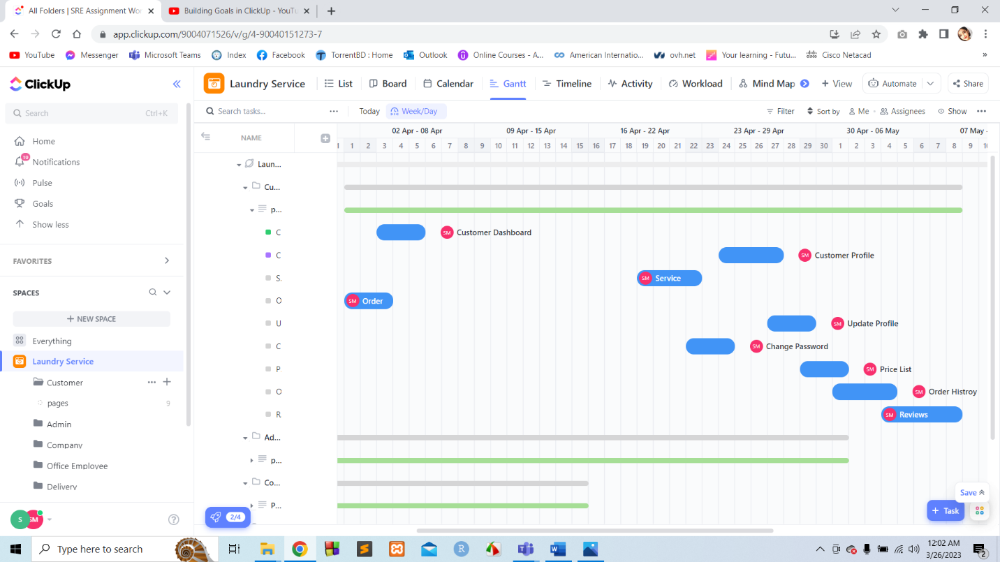 All Folders | SRE Assignment Wo
Building Goals in ClickUp - YouTu
app.clickup.com/9004071526/v/g/4-90040151273-7
YouTube
Messenger
Microsoft Teams
Index
Facebook
TorrentBD : Home
Outlook
Online Courses - A...
American Internatio...
ovh.net
Your learning - Futu...
Cisco Netacad
»
ClickUp
Laundry Service
List
Board
Calendar
Gantt
Timeline
Activity
Workload
Mind Map
+ View
Automate
Share
Search Ctrl+K
Search tasks...
Today
Week/Day
Filter
Sort by
Me
Assignees
Show
NAME
02 Apr - 08 Apr
09 Apr - 15 Apr
16 Apr - 22 Apr
23 Apr - 29 Apr
30 Apr - 06 May
07 May -
1 1 2 3 4 5 6 7 8 9 10 11 12 13 14 15 16 17 18 19 20 21 22 23 24 25 26 27 28 29 30 1 2 3 4 5 6 7 8 9 1
Home
19
Notifications
Pulse
Goals
Show less
FAVORITES
SPACES
+ NEW SPACE
Everything
Laundry Service
Customer
pages 9
Admin
Company
Office Employee
Delivery
S SM
Laun...
Cu...
p...
C
SM Customer Dashboard
C
SM Customer Profile
S.
SM Service
O
SM Order
U
SM Update Profile
C
SM Change Password
P
SM Price List
O
SM Order Histroy
R
SM Reviews
Ad...
p...
Co...
P...
2/4
Save
+ Task
Type here to search
12:02 AM
3/26/2023
2